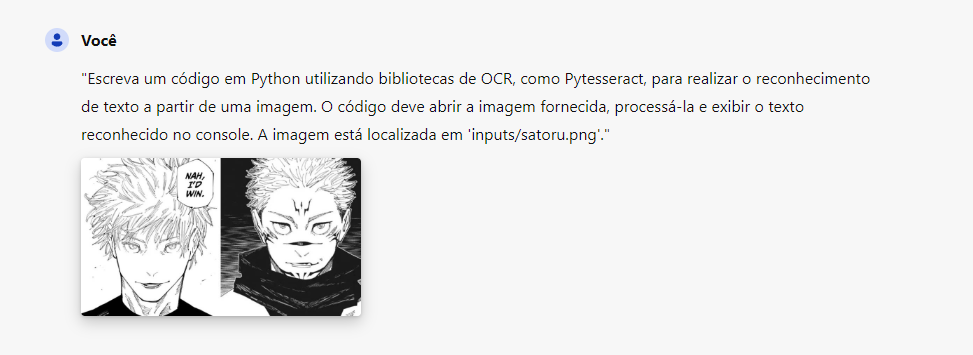 Você
"Escreva um código em Python utilizando bibliotecas de OCR, como Pytesseract, para realizar o reconhecimento
de texto a partir de uma imagem. O código deve abrir a imagem fornecida, processá-la e exibir o texto
reconhecido no console. A imagem está localizada em 'inputs/satoru.png'."
NAH,
I'D
WIN.